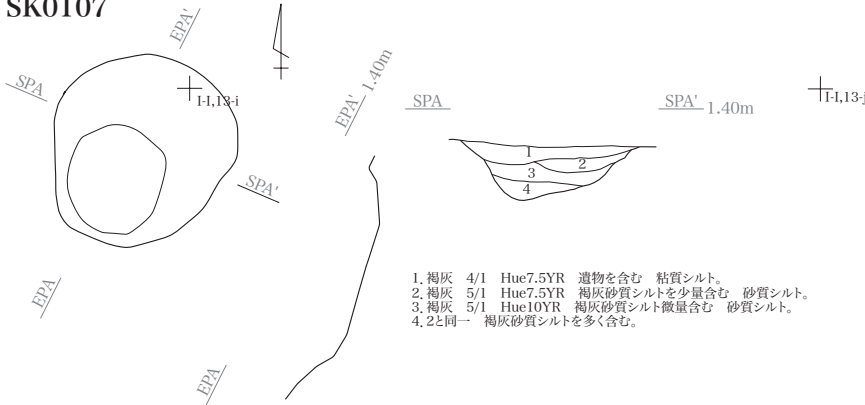 SK0107
EPA'
SPA
I-I,13-i
SPA'
EPA
EPA' 1.40m
EPA
SPA
SPA' 1.40m
I-I,13-j
1
2
3
4
1. 褐灰 4/1 Hue7.5YR 遺物を含む 粘質シルト。
2. 褐灰 5/1 Hue7.5YR 褐灰砂質シルトを少量含む 砂質シルト。
3. 褐灰 5/1 Hue10YR 褐灰砂質シルト微量含む 砂質シルト。
4. 2と同一 褐灰砂質シルトを多く含む。